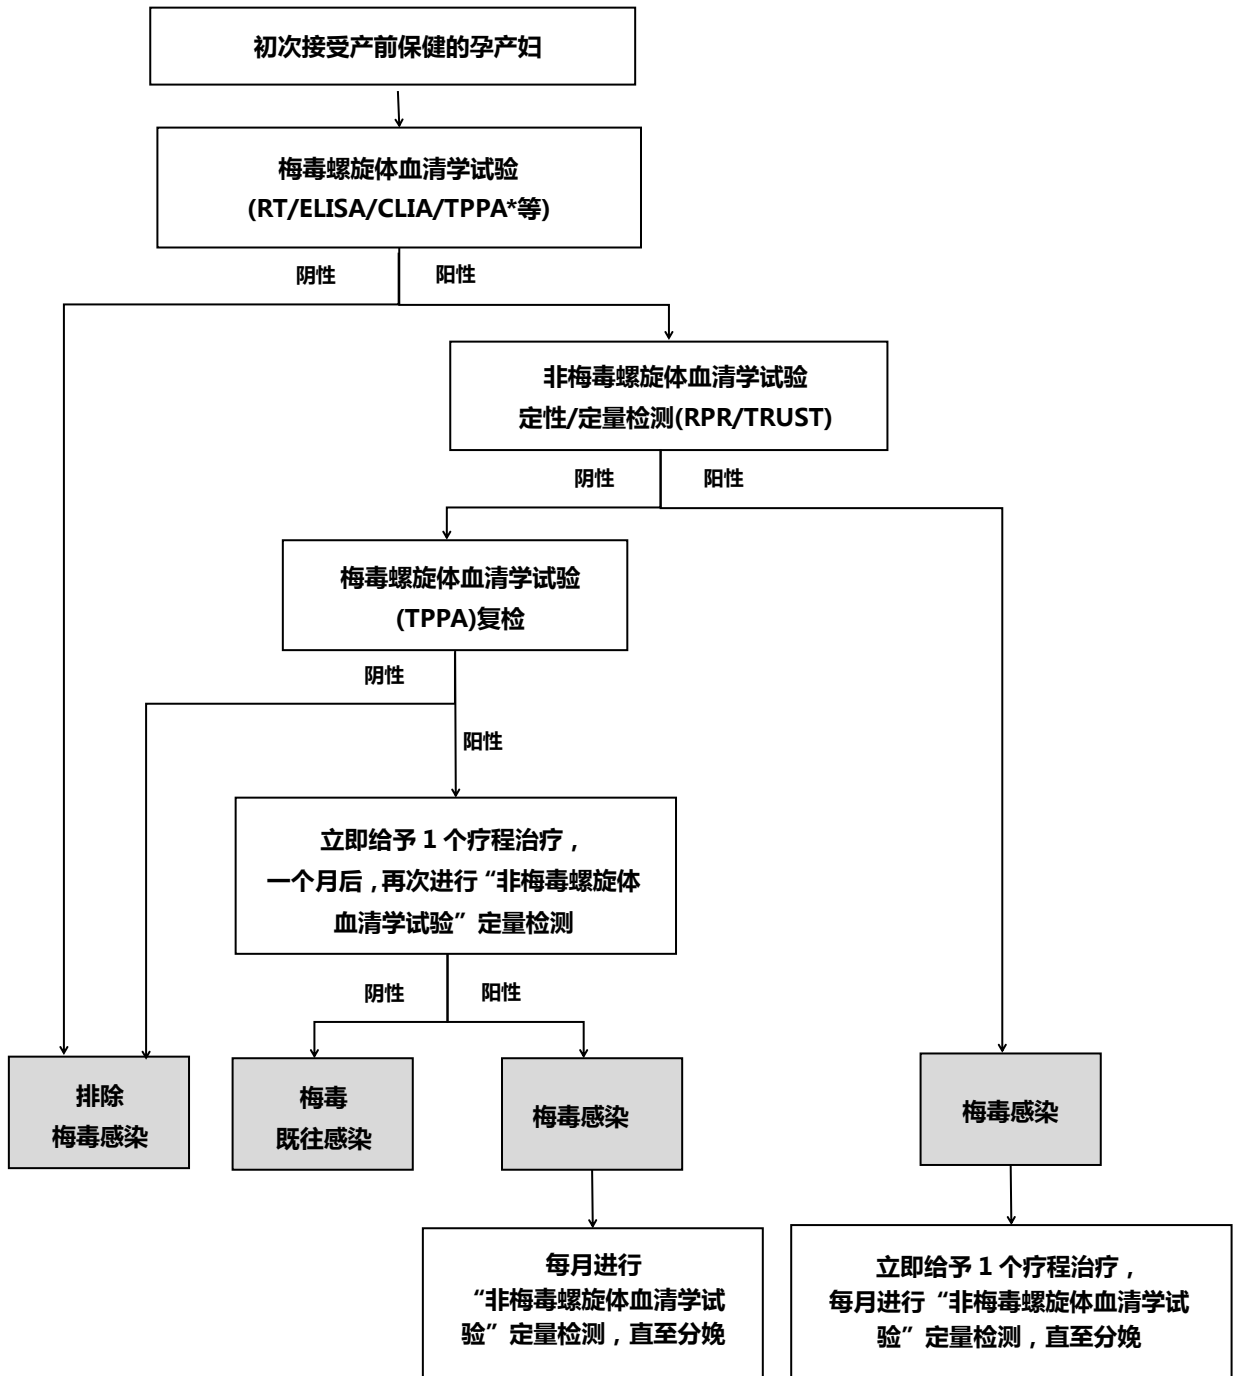 初次接受产前保健的孕产妇
梅毒螺旋体血清学试验
(RT/ELISA/CLIA/TPPA*等)
阴性
阳性
非梅毒螺旋体血清学试验
定性/定量检测(RPR/TRUST)
阴性
阳性
梅毒螺旋体血清学试验
(TPPA)复检
阴性
阳性
立即给予 1 个疗程治疗，
一个月后，再次进行“非梅毒螺旋体
血清学试验”定量检测
阴性
阳性
排除
梅毒感染
梅毒
既往感染
梅毒感染
梅毒感染
每月进行
“非梅毒螺旋体血清学试
验”定量检测，直至分娩
立即给予 1 个疗程治疗，
每月进行“非梅毒螺旋体血清学试
验”定量检测，直至分娩